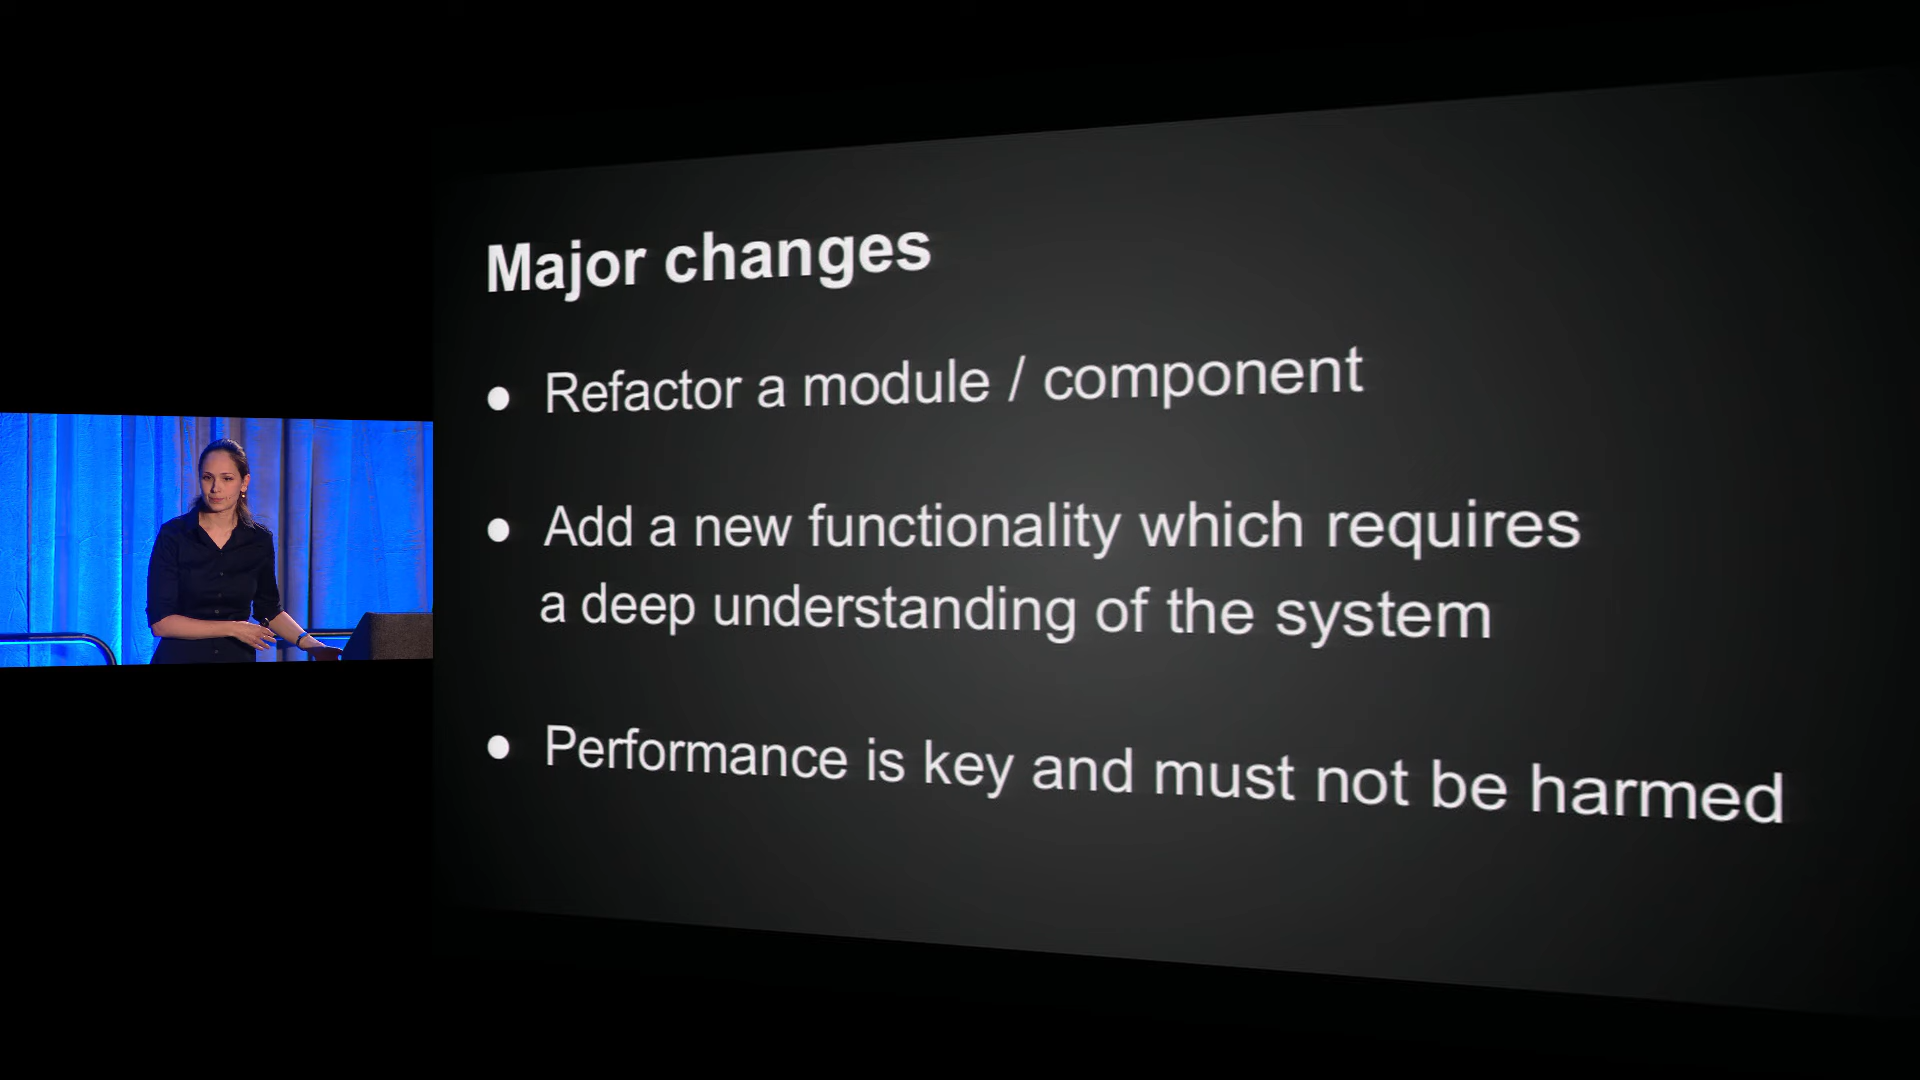 Major changes
● Refactor a module / component
● Add a new functionality which requires
a deep understanding of the system
● Performance is key and must not be harmed